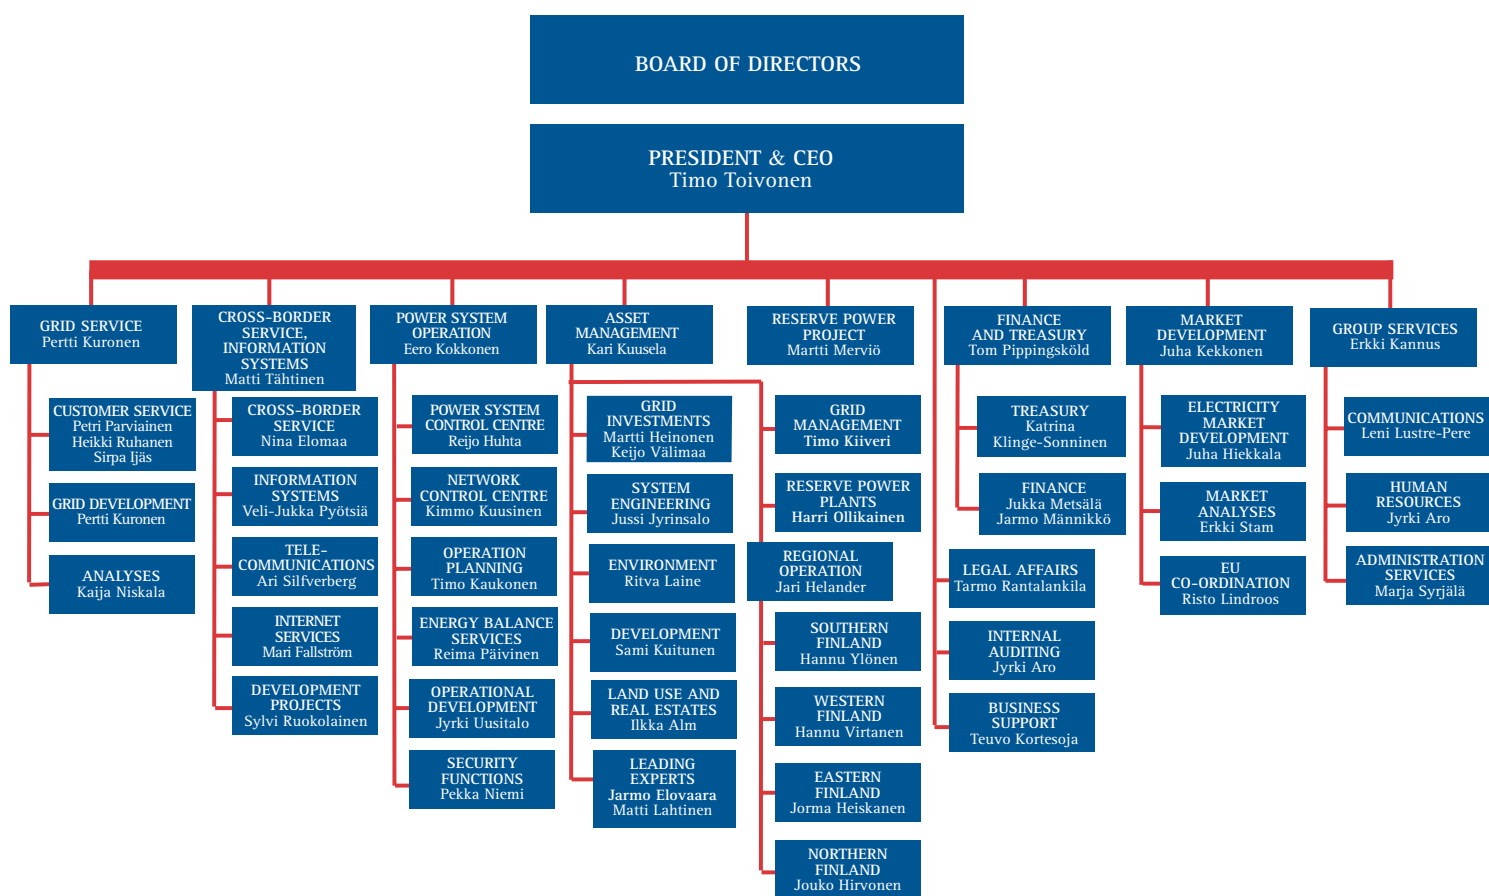 BOARD OF DIRECTORS
PRESIDENT & CEO
Timo Toivonen
GRID SERVICE
Pertti Kuronen
CUSTOMER SERVICE
Petri Parviainen
Heikki Ruhanen
Sirpa Ijäs
GRID DEVELOPMENT
Pertti Kuronen
ANALYSES
Kaija Niskala
CROSS-BORDER
SERVICE,
INFORMATION
SYSTEMS
Matti Tähtinen
CROSS-BORDER
SERVICE
Nina Elomaa
INFORMATION
SYSTEMS
Veli-Jukka Pyötsiä
TELE-
COMMUNICATIONS
Ari Silfverberg
INTERNET
SERVICES
Mari Fallström
DEVELOPMENT
PROJECTS
Sylvi Ruokolainen
POWER SYSTEM
OPERATION
Eero Kokkonen
POWER SYSTEM
CONTROL CENTRE
Reijo Huhta
NETWORK
CONTROL CENTRE
Kimmo Kuusinen
OPERATION
PLANNING
Timo Kaukonen
ENERGY BALANCE
SERVICES
Reima Päivinen
OPERATIONAL
DEVELOPMENT
Jyrki Uusitalo
SECURITY
FUNCTIONS
Pekka Niemi
ASSET
MANAGEMENT
Kari Kuusela
GRID
INVESTMENTS
Martti Heinonen
Keijo Välimaa
SYSTEM
ENGINEERING
Jussi Jyrinsalo
ENVIRONMENT
Ritva Laine
DEVELOPMENT
Sami Kuitunen
LAND USE AND
REAL ESTATES
Ilkka Alm
LEADING
EXPERTS
Jarmo Elovaara
Matti Lahtinen
RESERVE POWER
PROJECT
Martti Merviö
GRID
MANAGEMENT
Timo Kiiveri
RESERVE POWER
PLANTS
Harri Ollikainen
REGIONAL
OPERATION
Jari Helander
SOUTHERN
FINLAND
Hannu Ylönen
WESTERN
FINLAND
Hannu Virtanen
EASTERN
FINLAND
Jorma Heiskanen
NORTHERN
FINLAND
Jouko Hirvonen
FINANCE
AND TREASURY
Tom Pippingsköld
TREASURY
Katrina
Klinge-Sonninen
FINANCE
Jukka Metsälä
Jarmo Männikkö
LEGAL AFFAIRS
Tarmo Rantalankila
INTERNAL
AUDITING
Jyrki Aro
BUSINESS
SUPPORT
Teuvo Kortesoja
MARKET
DEVELOPMENT
Juha Kekkonen
ELECTRICITY
MARKET
DEVELOPMENT
Juha Hiekkala
MARKET
ANALYSES
Erkki Stam
EU
CO-ORDINATION
Risto Lindroos
GROUP SERVICES
Erkki Kannus
COMMUNICATIONS
Leni Lustre-Pere
HUMAN
RESOURCES
Jyrki Aro
ADMINISTRATION
SERVICES
Marja Syrjälä